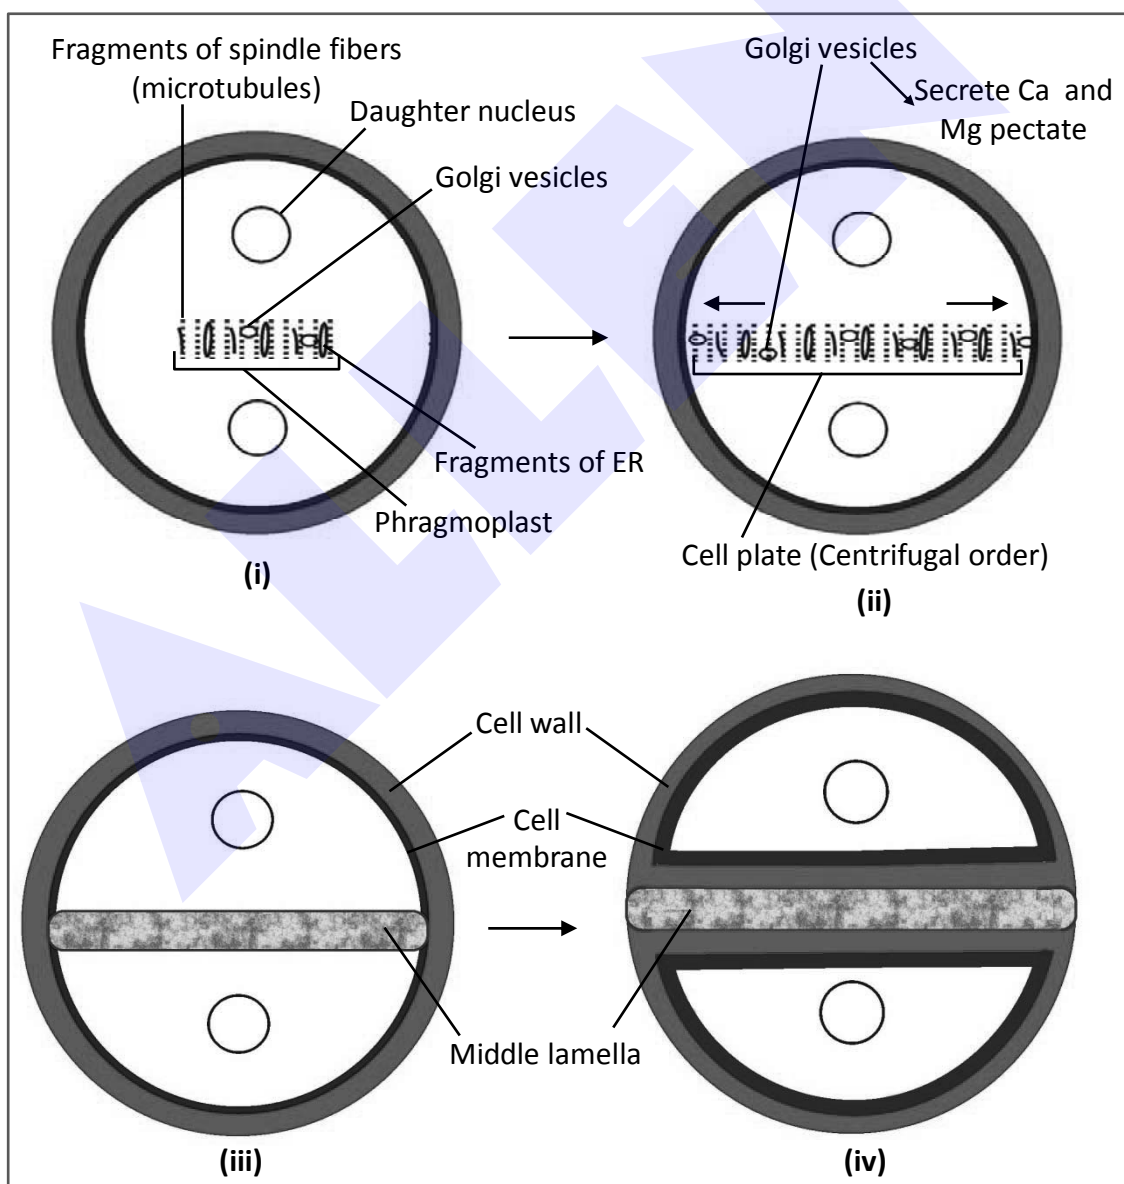 Fragments of spindle fibers
(microtubules)
Daughter nucleus
Golgi vesicles
Fragments of ER
Phragmoplast
(i)
Golgi vesicles
Secrete Ca and
Mg pectate
Cell plate (Centrifugal order)
(ii)
Cell wall
Cell
membrane
Middle lamella
(iii)
(iv)
ALLEN